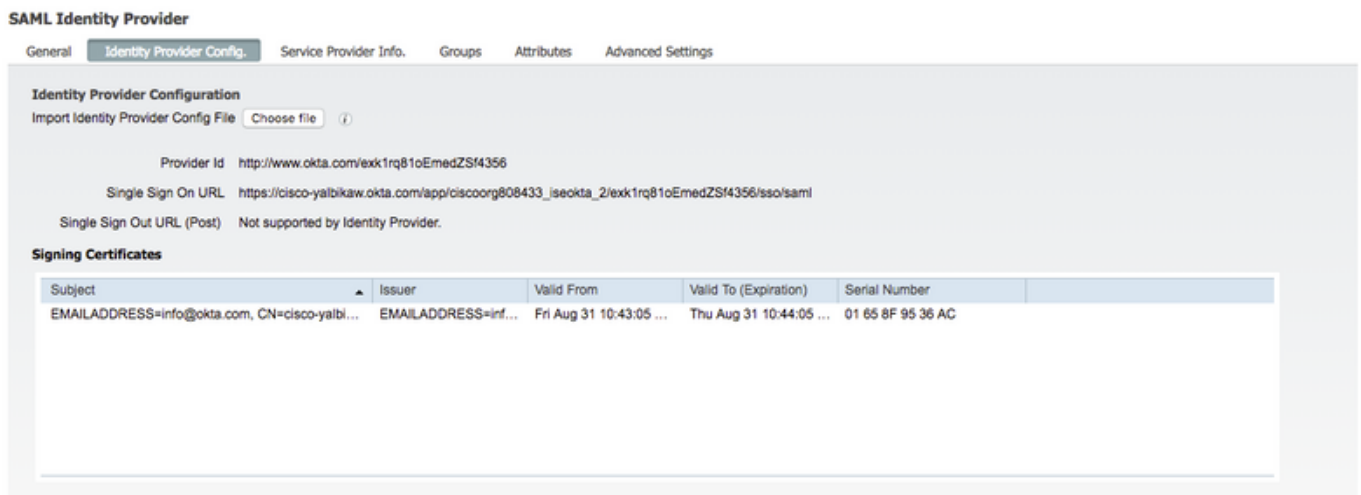 SAML Identity Provider
General Identity Provider Config. Service Provider Info. Groups Attributes Advanced Settings
Identity Provider Configuration
Import Identity Provider Config File Choose file i
Provider Id http://www.okta.com/exk1rq81oEmedZSf4356
Single Sign On URL https://cisco-yalbikaw.okta.com/app/ciscoorg808433_iseokta_2/exk1rq81oEmedZSf4356/sso/saml
Single Sign Out URL (Post) Not supported by Identity Provider.
Signing Certificates
Subject Issuer Valid From Valid To (Expiration) Serial Number
EMAILADDRESS=info@okta.com, CN=cisco-yalbi... EMAILADDRESS=inf... Fri Aug 31 10:43:05 ... Thu Aug 31 10:44:05 ... 01 65 8F 95 36 AC